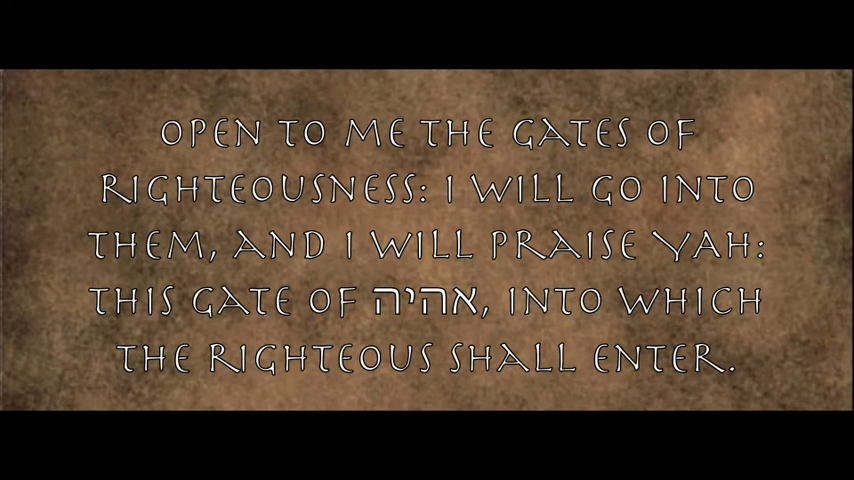 OPEN TO ME THE GATES OF
RIGHTEOUSNESS: I WILL GO INTO
THEM, AND I WILL PRAISE YAH:
THIS GATE OF אהיה, INTO WHICH
THE RIGHTEOUS SHALL ENTER.